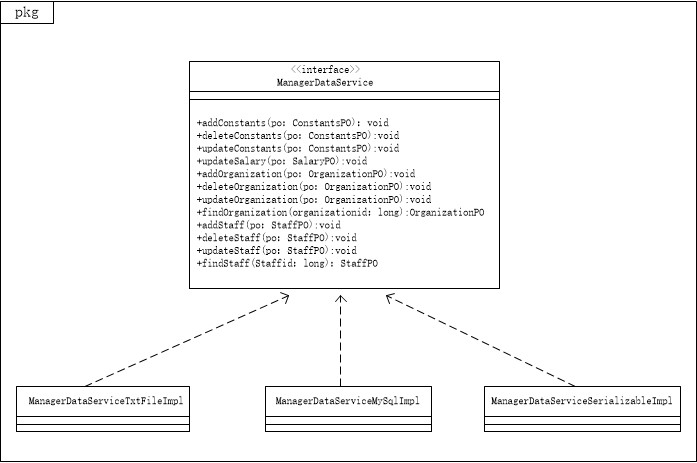 pkg
<<interface>>
ManagerDataService
+addConstants(po: ConstantsPO): void
+deleteConstants(po: ConstantsPO):void
+updateConstants(po: ConstantsPO):void
+updateSalary(po: SalaryPO):void
+addOrganization(po: OrganizationPO):void
+deleteOrganization(po: OrganizationPO):void
+updateOrganization(po: OrganizationPO):void
+findOrganization(organizationid: long):OrganizationPO
+addStaff(po: StaffPO):void
+deleteStaff(po: StaffPO):void
+updateStaff(po: StaffPO):void
+findStaff(Staffid: long): StaffPO
ManagerDataServiceTxtFileImpl
ManagerDataServiceMySqlImpl
ManagerDataServiceSerializableImpl